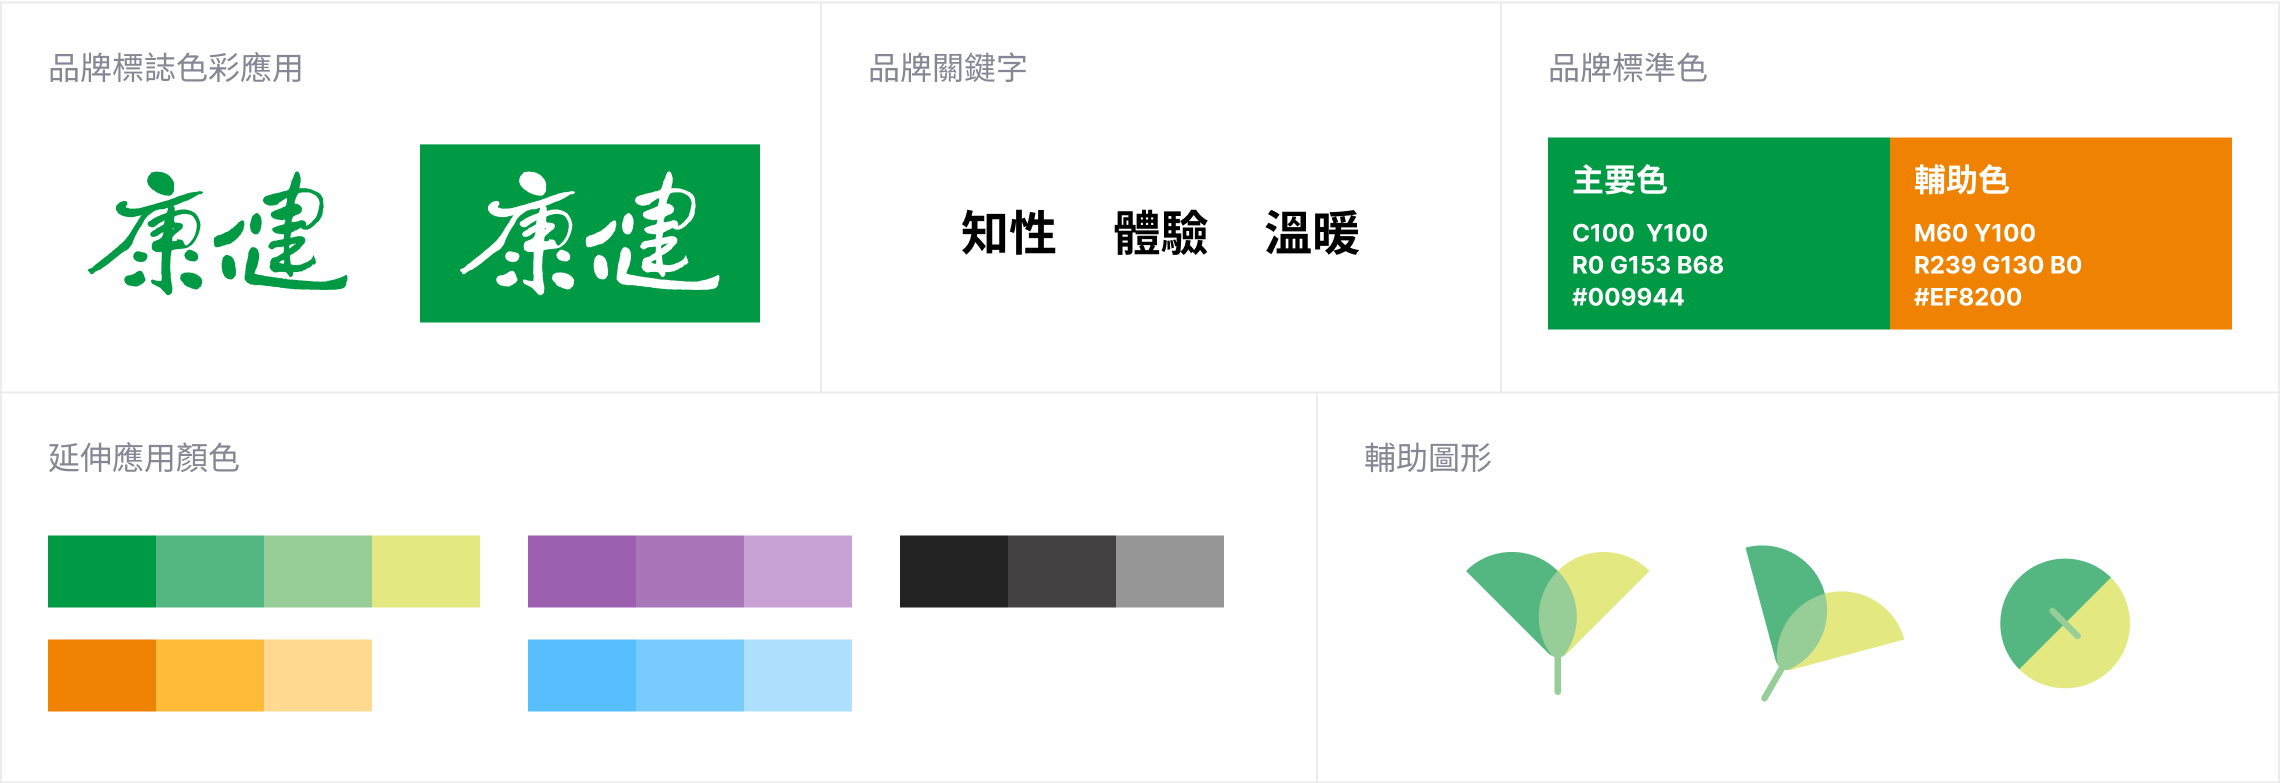 品牌標誌色彩應用
康健
康健
品牌關鍵字
知性 體驗 溫暖
品牌標準色
主要色
C100 Y100
R0 G153 B68
#009944
輔助色
M60 Y100
R239 G130 B0
#EF8200
延伸應用顏色
輔助圖形